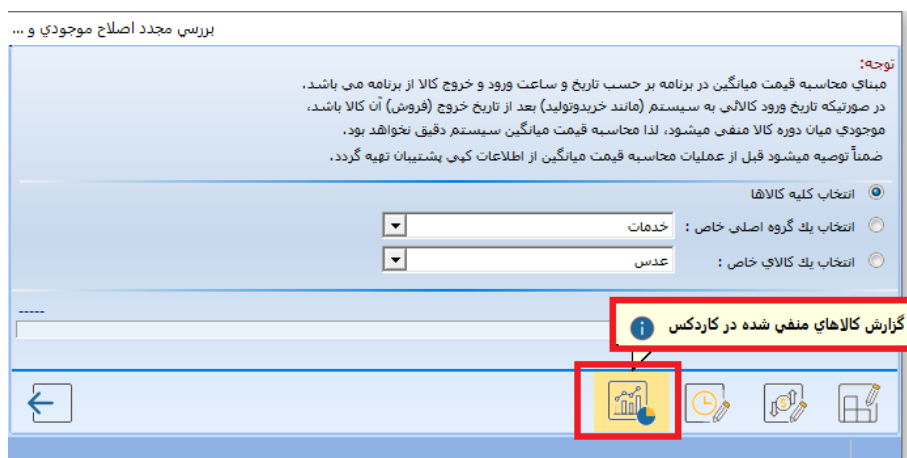 بررسي مجدد اصلاح موجودي و ...
توجه:
مبناي محاسبه قيمت ميانگين در برنامه بر حسب تاريخ و ساعت ورود و خروج كالا از برنامه مي باشد.
در صورتيكه تاريخ ورود كالائي به سيستم (مانند خريدوتوليد) بعد از تاريخ خروج (فروش) آن كالا باشد،
موجودي ميان دوره كالا منفي ميشود، لذا محاسبه قيمت ميانگين سيستم دقيق نخواهد بود.
ضمناً توصيه ميشود قبل از عمليات محاسبه قيمت ميانگين از اطلاعات كپي پشتيبان تهيه گردد.
انتخاب كليه كالاها
انتخاب يك گروه اصلي خاص : خدمات
انتخاب يك كالاي خاص : عدس
-----
گزارش كالاهاي منفي شده در كاردكس